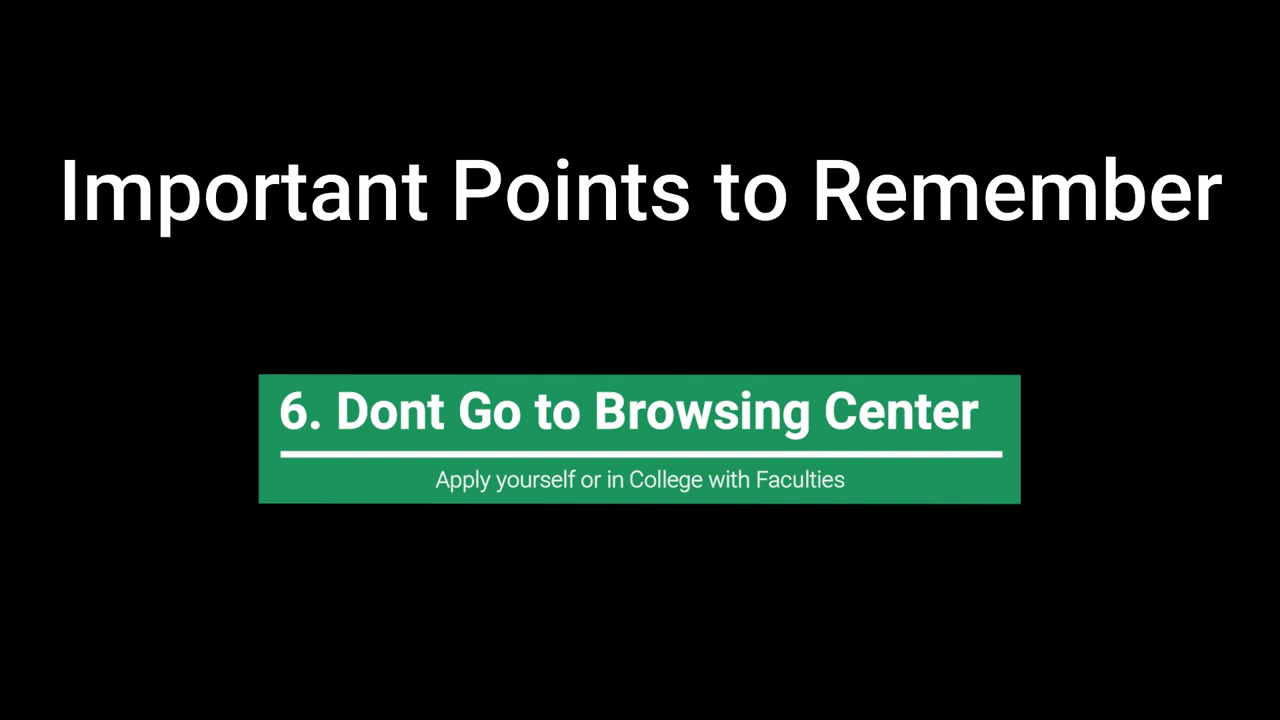 Important Points to Remember
6. Dont Go to Browsing Center
Apply yourself or in College with Faculties